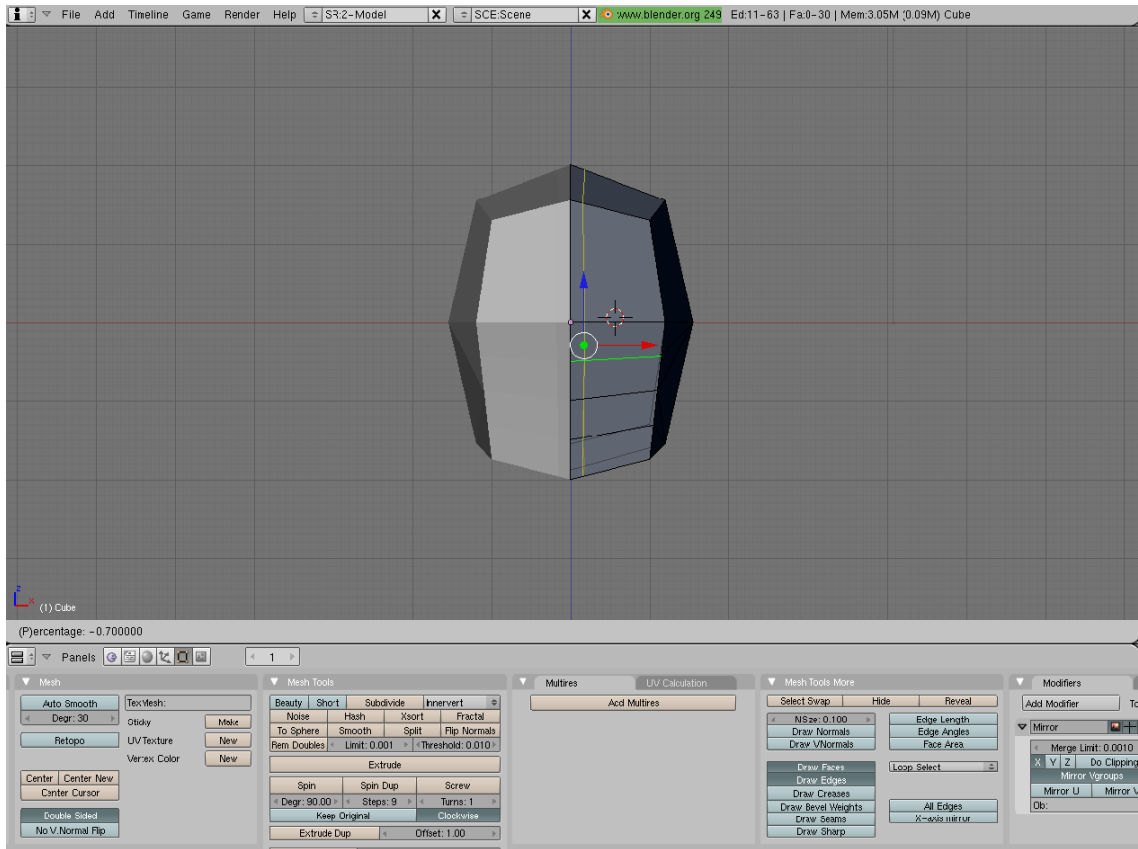 File Add Timeline Game Render Help SR:2-Model X SCE:Scene X www.blender.org 249 Ed:11-63 | Fa:0-30 | Mem:3.05M (0.09M) Cube
z
x
(1) Cube
(P)ercentage: -0.700000
Panels 1
Mesh
Auto Smooth
Degr: 30
Retopo
TexMesh:
Sticky Make
UV Texture New
Vertex Color New
Center Center New
Center Cursor
Double Sided
No V.Normal Flip
Mesh Tools
Beauty Short Subdivide Innervert
Noise Hash Xsort Fractal
To Sphere Smooth Split Flip Normals
Rem Doubles Limit: 0.001 Threshold: 0.010
Extrude
Spin Spin Dup Screw
Degr: 90.00 Steps: 9 Turns: 1
Keep Original Clockwise
Extrude Dup Offset: 1.00
Multires UV Calculation
Add Multires
Mesh Tools More
Select Swap Hide Reveal
NSize: 0.100
Draw Normals
Draw VNormals
Edge Length
Edge Angles
Face Area
Draw Faces
Draw Edges
Draw Creases
Draw Bevel Weights
Draw Seams
Draw Sharp
Loop Select
All Edges
X-axis mirror
Modifiers
Add Modifier To
Mirror
Merge Limit: 0.0010
X Y Z Do Clipping
Mirror Vgroups
Mirror U Mirror V
Ob: